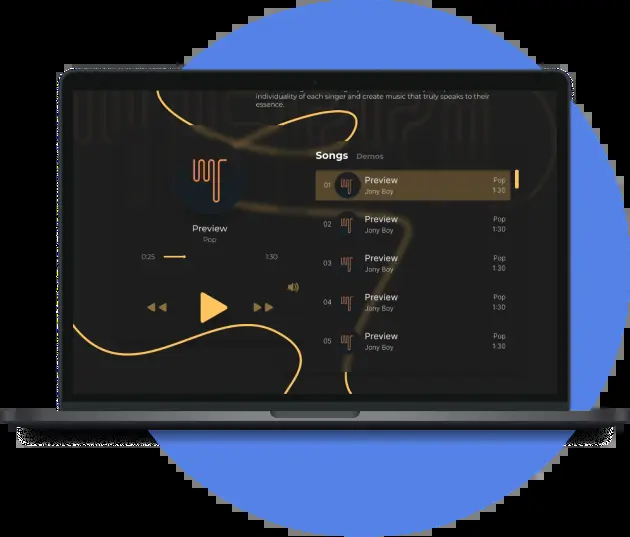 individuality of each singer and create music that truly speaks to their
essence.
Songs Demos
01 Preview Pop
Jony Boy 1:30
Preview
Pop
02 Preview Pop
Jony Boy 1:30
0:25 1:30
03 Preview Pop
Jony Boy 1:30
04 Preview Pop
Jony Boy 1:30
05 Preview Pop
Jony Boy 1:30